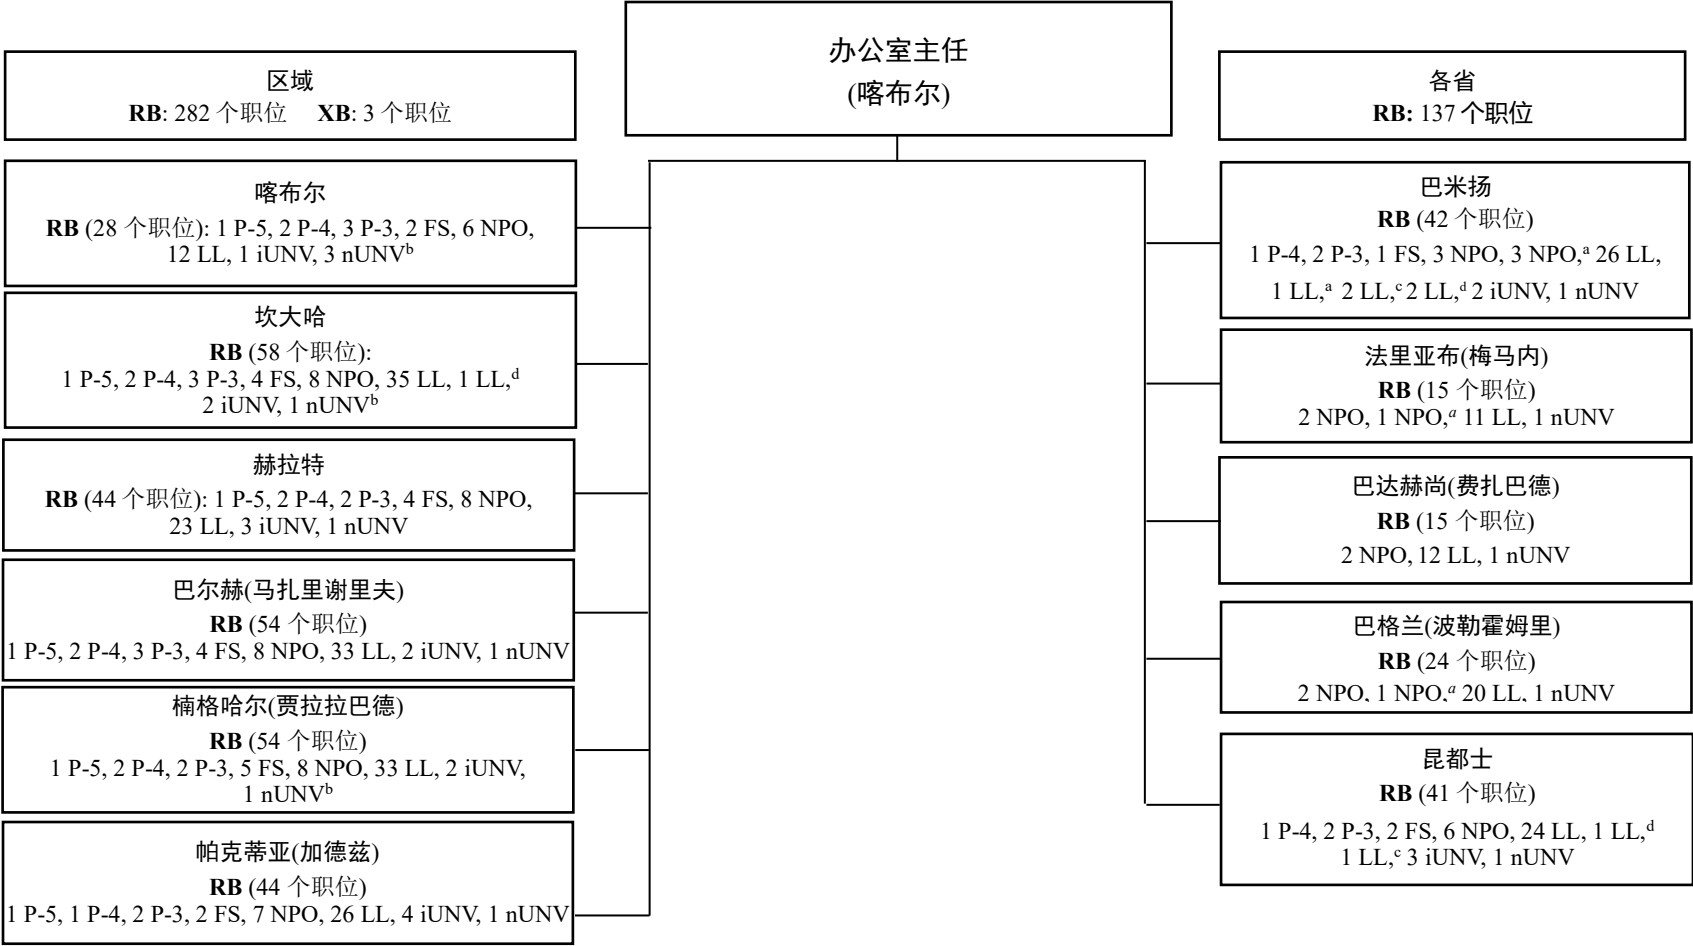 办公室主任
(喀布尔)
区域
RB: 282 个职位 XB: 3 个职位
喀布尔
RB (28 个职位): 1 P-5, 2 P-4, 3 P-3, 2 FS, 6 NPO,
12 LL, 1 iUNV, 3 nUNVᵇ
坎大哈
RB (58 个职位):
1 P-5, 2 P-4, 3 P-3, 4 FS, 8 NPO, 35 LL, 1 LL,ᵈ
2 iUNV, 1 nUNVᵇ
赫拉特
RB (44 个职位): 1 P-5, 2 P-4, 2 P-3, 4 FS, 8 NPO,
23 LL, 3 iUNV, 1 nUNV
巴尔赫(马扎里谢里夫)
RB (54 个职位)
1 P-5, 2 P-4, 3 P-3, 4 FS, 8 NPO, 33 LL, 2 iUNV, 1 nUNV
楠格哈尔(贾拉拉巴德)
RB (54 个职位)
1 P-5, 2 P-4, 2 P-3, 5 FS, 8 NPO, 33 LL, 2 iUNV,
1 nUNVᵇ
帕克蒂亚(加德兹)
RB (44 个职位)
1 P-5, 1 P-4, 2 P-3, 2 FS, 7 NPO, 26 LL, 4 iUNV, 1 nUNV
各省
RB: 137 个职位
巴米扬
RB (42 个职位)
1 P-4, 2 P-3, 1 FS, 3 NPO, 3 NPO,ᵃ 26 LL,
1 LL,ᵃ 2 LL,ᶜ 2 LL,ᵈ 2 iUNV, 1 nUNV
法里亚布(梅马内)
RB (15 个职位)
2 NPO, 1 NPO,ᵃ 11 LL, 1 nUNV
巴达赫尚(费扎巴德)
RB (15 个职位)
2 NPO, 12 LL, 1 nUNV
巴格兰(波勒霍姆里)
RB (24 个职位)
2 NPO, 1 NPO,ᵃ 20 LL, 1 nUNV
昆都士
RB (41 个职位)
1 P-4, 2 P-3, 2 FS, 6 NPO, 24 LL, 1 LL,ᵈ
1 LL,ᶜ 3 iUNV, 1 nUNV